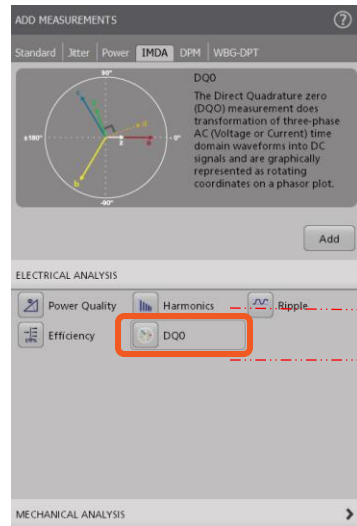 ADD MEASUREMENTS
?
Standard Jitter Power IMDA DPM WBG-DPT
90°
±180°
0°
-90°
c
q
d
z
a
b
DQ0
The Direct Quadrature zero
(DQO) measurement does
transformation of three-phase
AC (Voltage or Current) time
domain waveforms into DC
signals and are graphically
represented as rotating
coordinates on a phasor plot.
Add
ELECTRICAL ANALYSIS
Power Quality Harmonics Ripple
Efficiency DQ0
MECHANICAL ANALYSIS